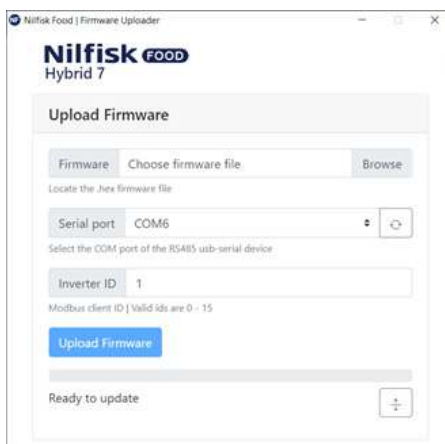 Nilfisk Food | Firmware Uploader
Nilfisk FOOD
Hybrid 7
Upload Firmware
Firmware Choose firmware file Browse
Locate the .hex firmware file
Serial port COM6
Select the COM port of the RS485 usb-serial device
Inverter ID 1
Modbus client ID | Valid ids are 0 - 15
Upload Firmware
Ready to update